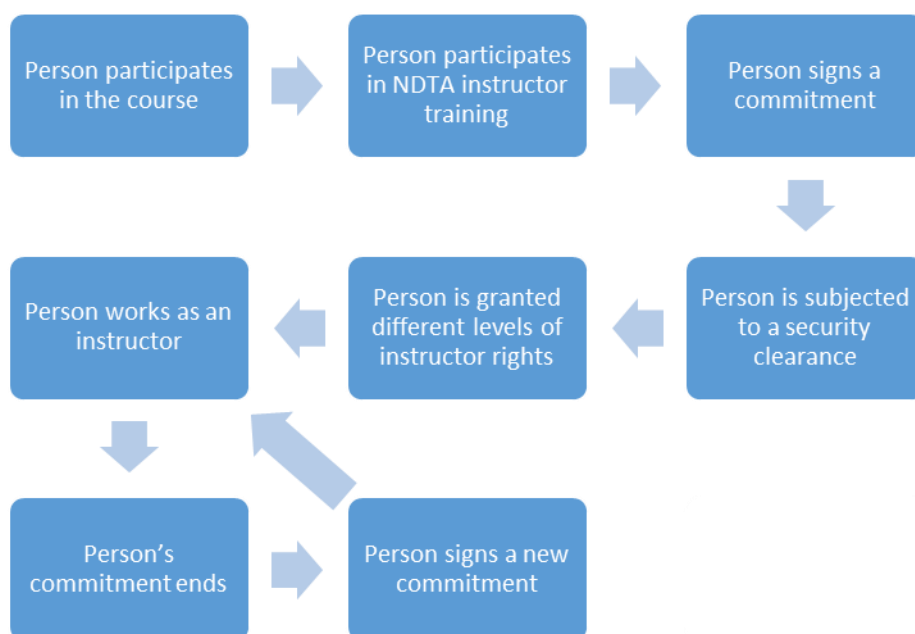 Person participates
in the course
Person participates
in NDTA instructor
training
Person signs a
commitment
Person is subjected
to a security
clearance
Person is granted
different levels of
instructor rights
Person works as an
instructor
Person's
commitment ends
Person signs a new
commitment